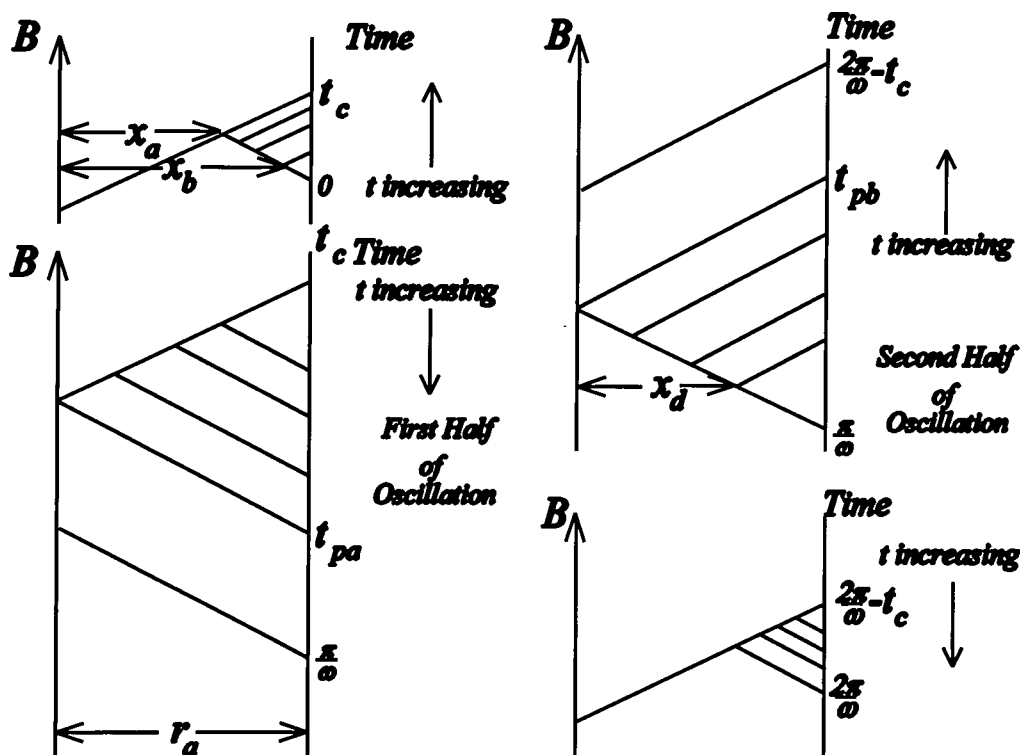 B
Time
t_c
x_a
x_b
0
t increasing
B
t_c Time
t increasing
First Half
of
Oscillation
t_pa
π/ω
r_a
B
Time
2π/ω-t_c
t_pb
t increasing
x_d
Second Half
of
Oscillation
π/ω
B
Time
t increasing
2π/ω-t_c
2π/ω